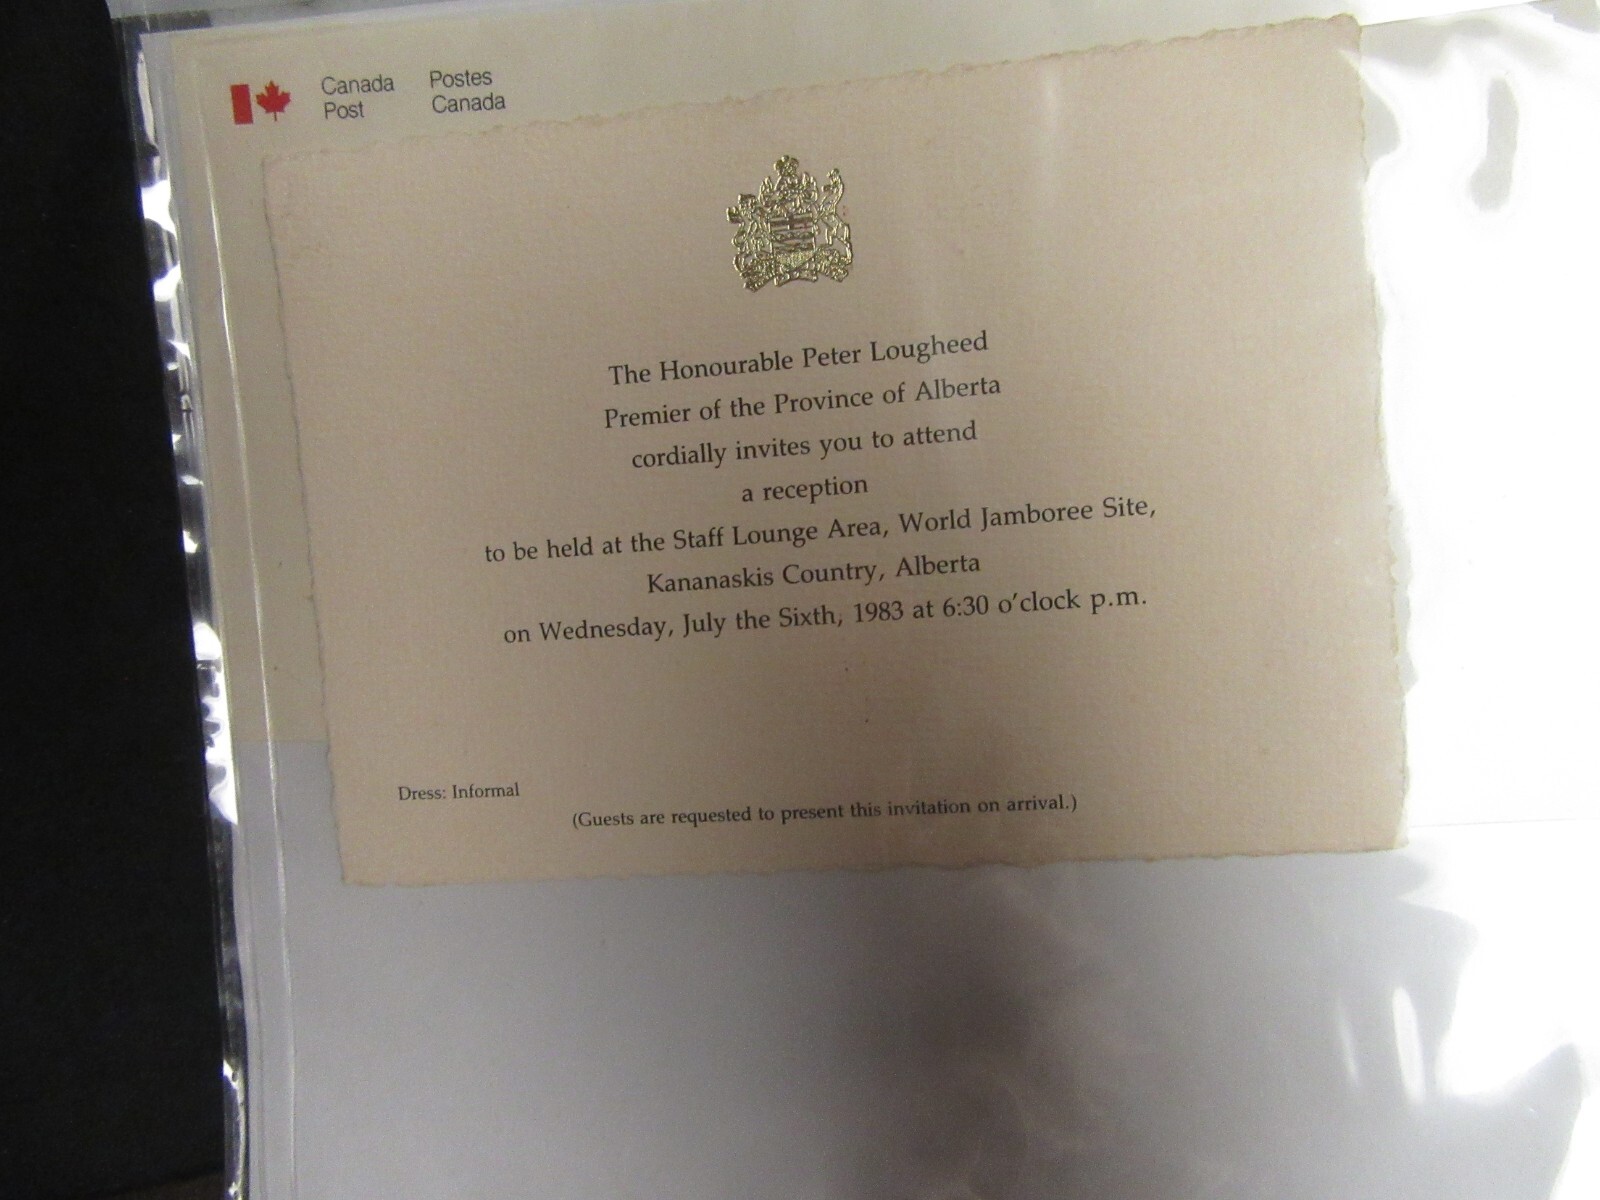 Canada Postes
Post Canada
The Honourable Peter Lougheed
Premier of the Province of Alberta
cordially invites you to attend
a reception
to be held at the Staff Lounge Area, World Jamboree Site,
Kananaskis Country, Alberta
on Wednesday, July the Sixth, 1983 at 6:30 o'clock p.m.
Dress: Informal
(Guests are requested to present this invitation on arrival.)